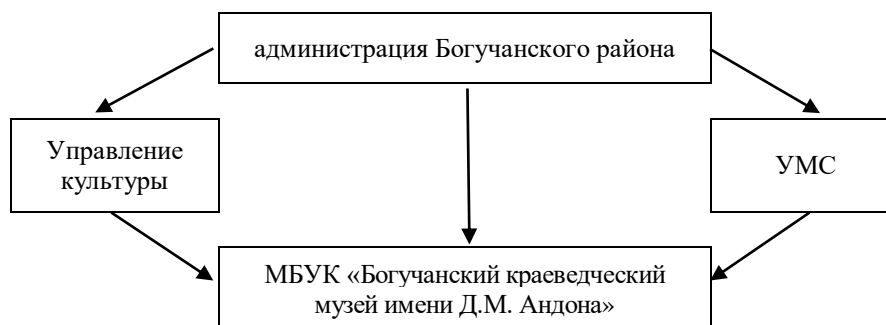 администрация Богучанского района
Управление
культуры
УМС
МБУК «Богучанский краеведческий
музей имени Д.М. Андона»